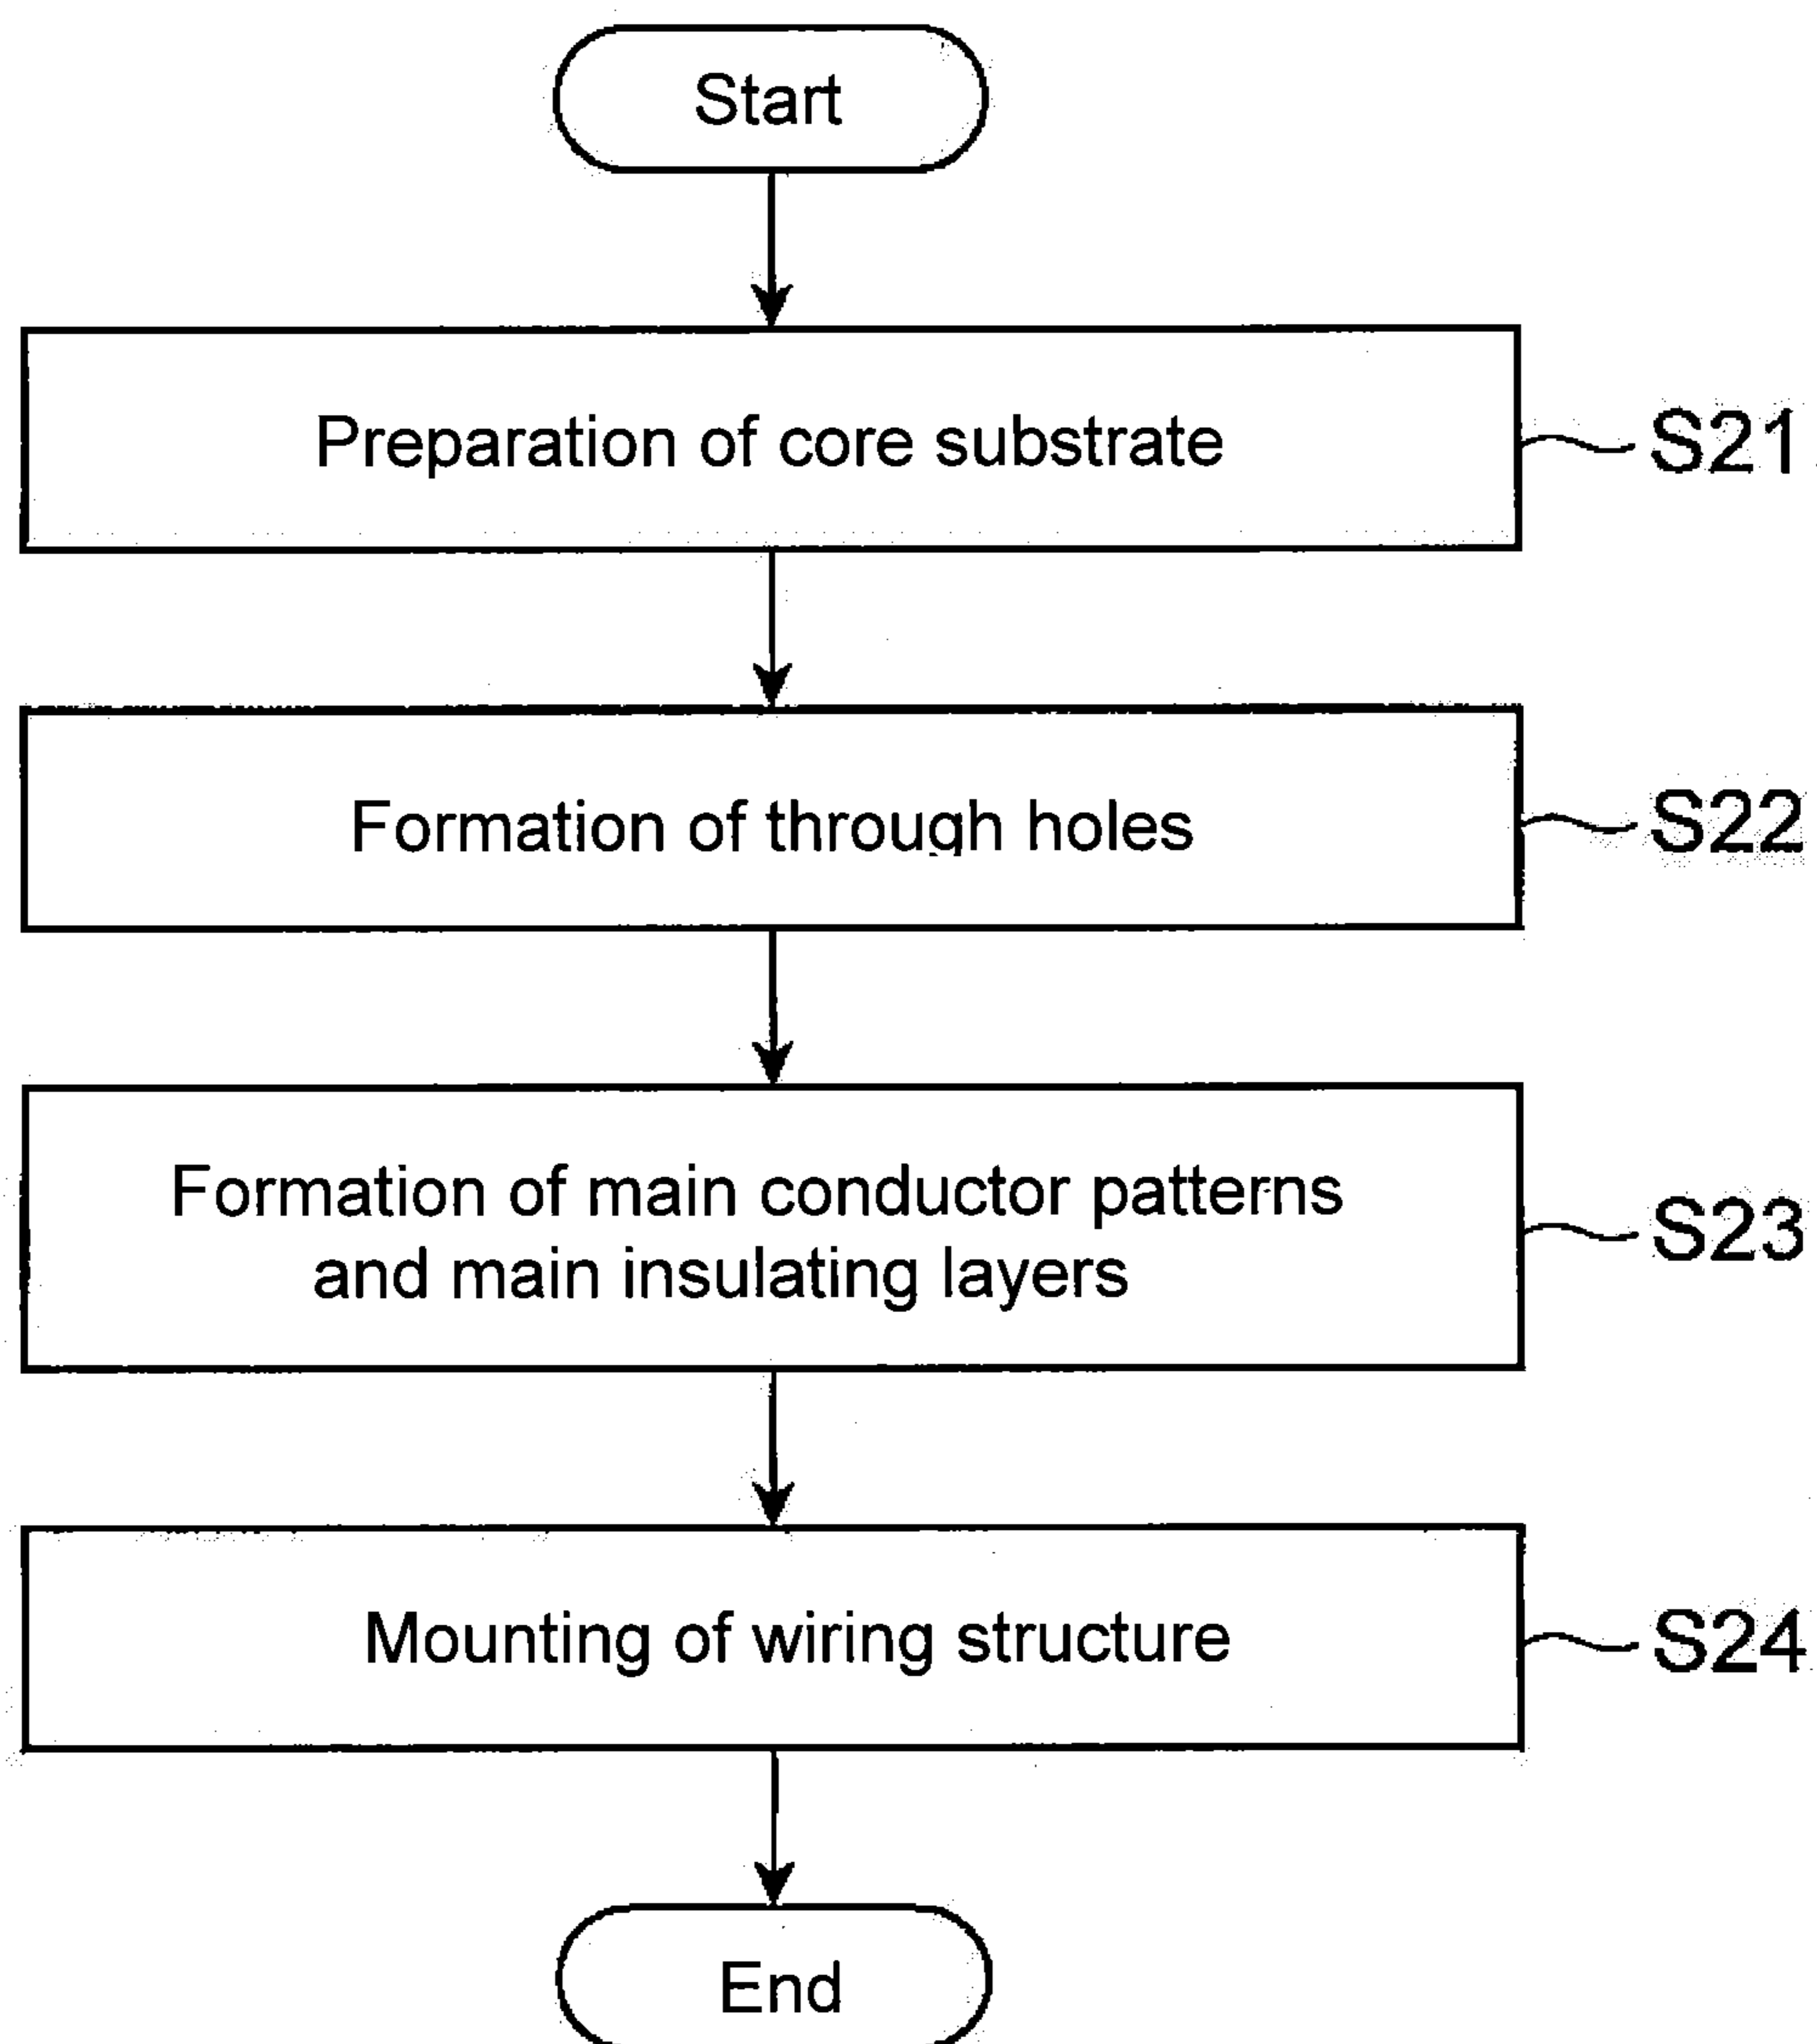 Start
Preparation of core substrate
S21
Formation of through holes
S22
Formation of main conductor patterns
and main insulating layers
S23
Mounting of wiring structure
S24
End